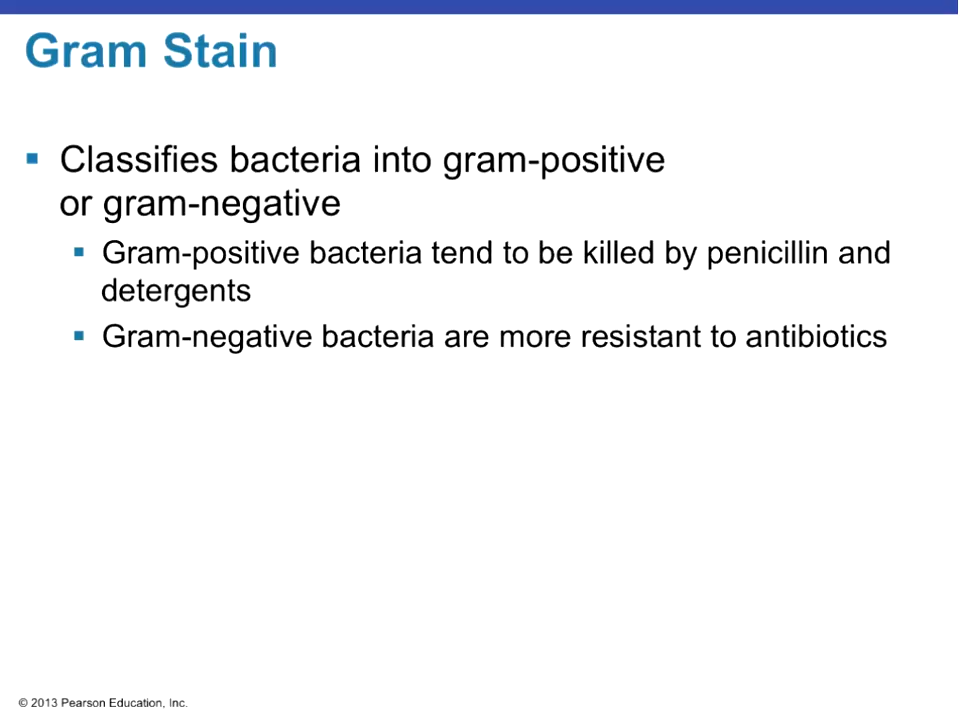 Gram Stain
▪ Classifies bacteria into gram-positive
or gram-negative
▪ Gram-positive bacteria tend to be killed by penicillin and
detergents
▪ Gram-negative bacteria are more resistant to antibiotics
© 2013 Pearson Education, Inc.